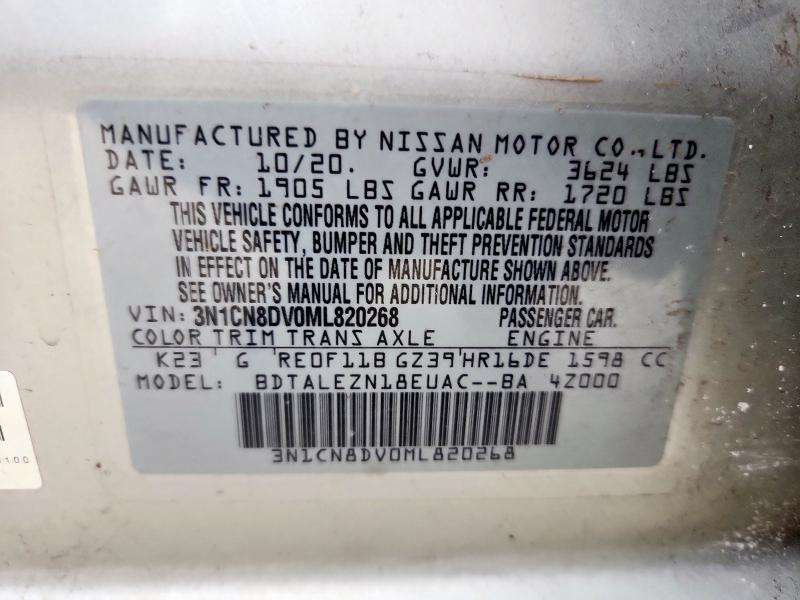 MANUFACTURED BY NISSAN MOTOR CO., LTD.
DATE: 10/20. GVWR: 3624 LBS
GAWR FR: 1905 LBS GAWR RR: 1720 LBS
THIS VEHICLE CONFORMS TO ALL APPLICABLE FEDERAL MOTOR
VEHICLE SAFETY, BUMPER AND THEFT PREVENTION STANDARDS
IN EFFECT ON THE DATE OF MANUFACTURE SHOWN ABOVE.
SEE OWNER'S MANUAL FOR ADDITIONAL INFORMATION.
VIN: 3N1CN8DV0ML820268 PASSENGER CAR.
COLOR TRIM TRANS AXLE ENGINE
K23 G RE0F11B GZ39 HR16DE 1598 CC
MODEL: BDTALEZN18EUAC--BA 4Z000
3N1CN8DV0ML820268